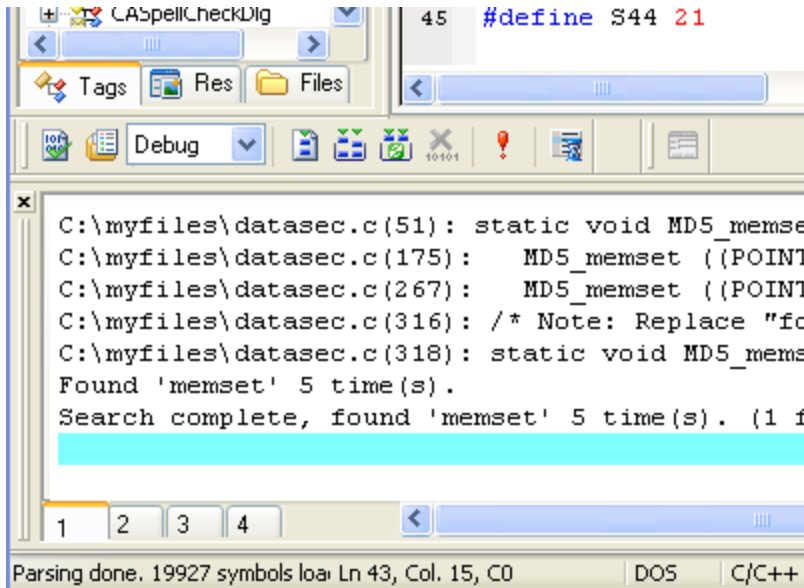 CASpellCheckDlg
45 #define S44 21
Tags Res Files
Debug
C:\myfiles\datasec.c(51): static void MD5_memse
C:\myfiles\datasec.c(175): MD5_memset ((POINT
C:\myfiles\datasec.c(267): MD5_memset ((POINT
C:\myfiles\datasec.c(316): /* Note: Replace "fo
C:\myfiles\datasec.c(318): static void MD5_mems
Found 'memset' 5 time(s).
Search complete, found 'memset' 5 time(s). (1 f
1 2 3 4
Parsing done. 19927 symbols loa Ln 43, Col. 15, C0 DOS C/C++